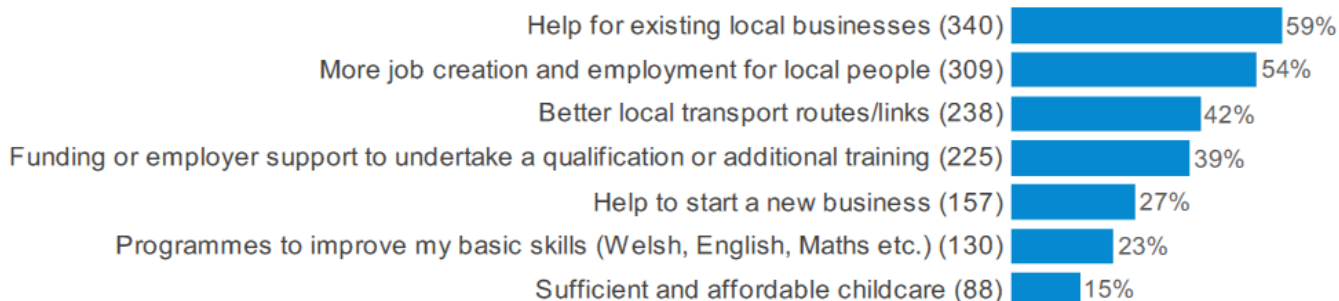 Help for existing local businesses (340) 59%
More job creation and employment for local people (309) 54%
Better local transport routes/links (238) 42%
Funding or employer support to undertake a qualification or additional training (225) 39%
Help to start a new business (157) 27%
Programmes to improve my basic skills (Welsh, English, Maths etc.) (130) 23%
Sufficient and affordable childcare (88) 15%